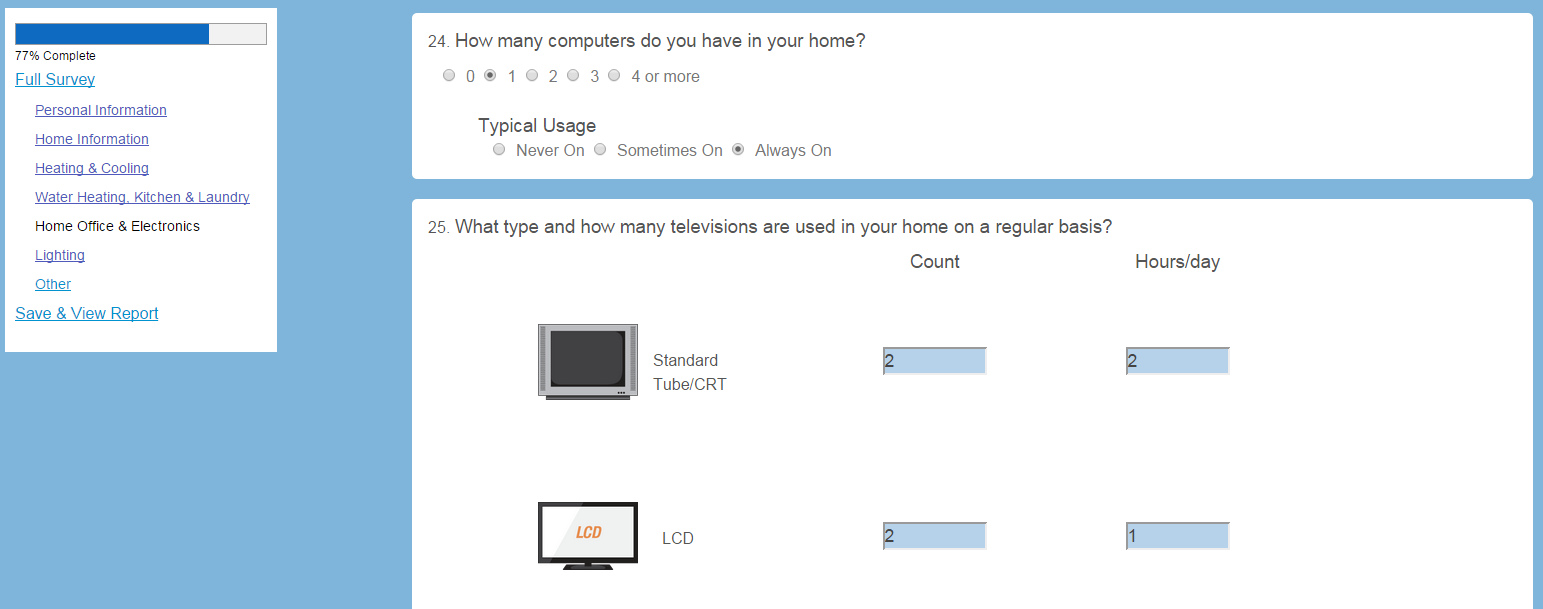 77% Complete
Full Survey
Personal Information
Home Information
Heating & Cooling
Water Heating, Kitchen & Laundry
Home Office & Electronics
Lighting
Other
Save & View Report
24. How many computers do you have in your home?
0 1 2 3 4 or more
Typical Usage
Never On Sometimes On Always On
25. What type and how many televisions are used in your home on a regular basis?
Count Hours/day
Standard 2 2
Tube/CRT
LCD LCD 2 1